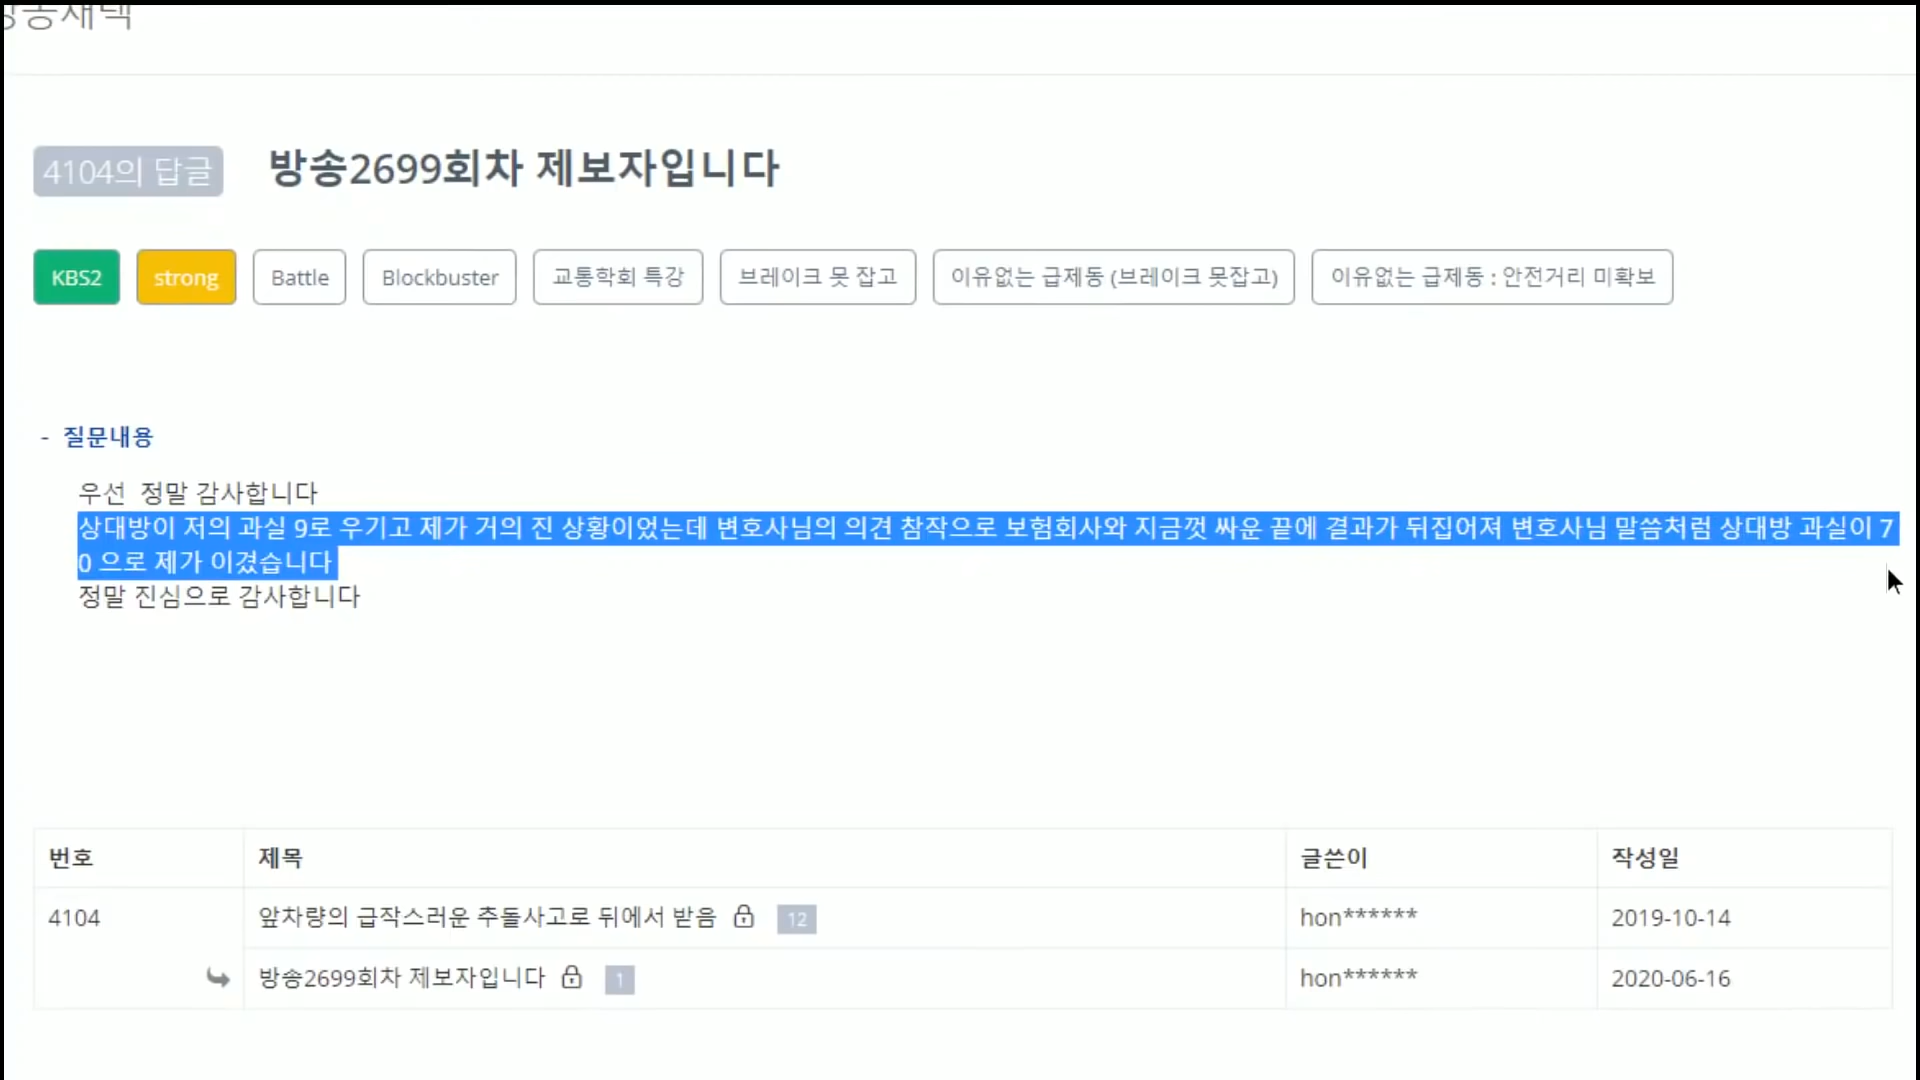 방송채택
4104의 답글 방송2699회차 제보자입니다
KBS2 strong Battle Blockbuster 교통학회 특강 브레이크 못 잡고 이유없는 급제동 (브레이크 못잡고) 이유없는 급제동 : 안전거리 미확보
- 질문내용
우선 정말 감사합니다
상대방이 저의 과실 9로 우기고 제가 거의 진 상황이었는데 변호사님의 의견 참작으로 보험회사와 지금껏 싸운 끝에 결과가 뒤집어져 변호사님 말씀처럼 상대방 과실이 7
0 으로 제가 이겼습니다
정말 진심으로 감사합니다
번호 제목 글쓴이 작성일
4104 앞차량의 급작스러운 추돌사고로 뒤에서 받음 12 hon****** 2019-10-14
방송2699회차 제보자입니다 1 hon****** 2020-06-16